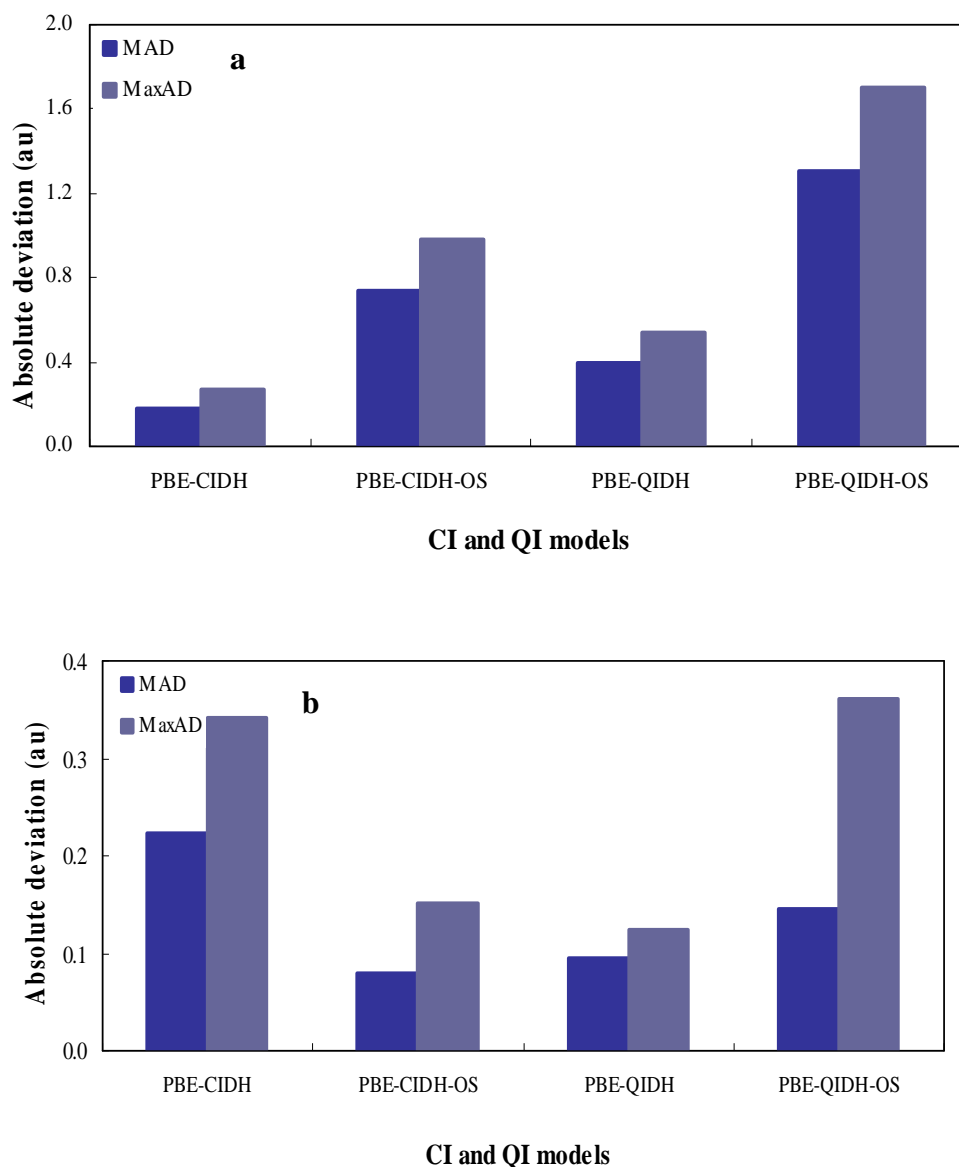 2.0
1.6
1.2
0.8
0.4
0.0
Absolute deviation (au)
MAD
MaxAD
a
PBE-CIDH PBE-CIDH-OS PBE-QIDH PBE-QIDH-OS
CI and QI models
0.4
0.3
0.2
0.1
0.0
Absolute deviation (au)
MAD
MaxAD
b
PBE-CIDH PBE-CIDH-OS PBE-QIDH PBE-QIDH-OS
CI and QI models